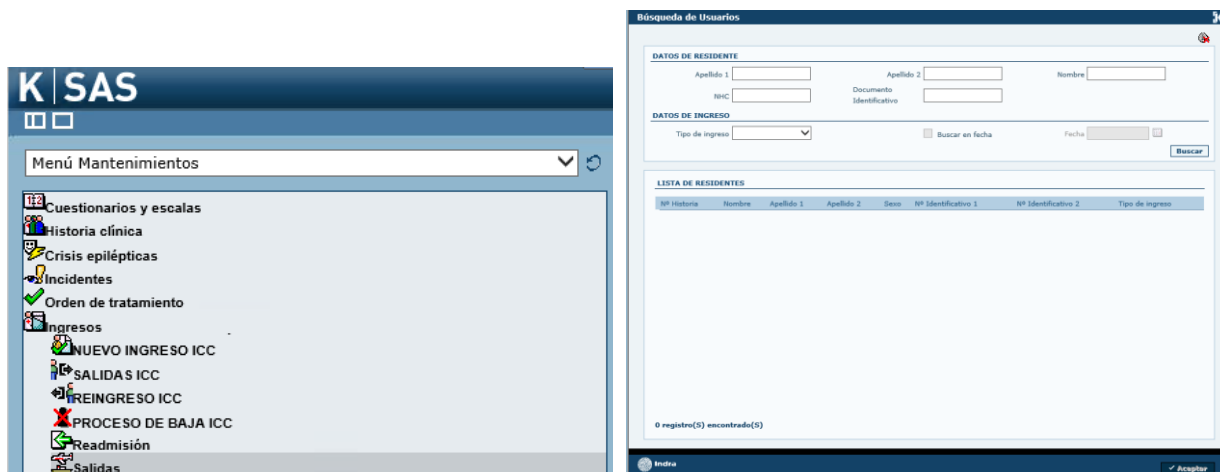 K|SAS
Menú Mantenimientos
Cuestionarios y escalas
Historia clínica
Crisis epilépticas
Incidentes
Orden de tratamiento
Ingresos
NUEVO INGRESO ICC
SALIDAS ICC
REINGRESO ICC
PROCESO DE BAJA ICC
Readmisión
Salidas
Búsqueda de Usuarios
DATOS DE RESIDENTE
Apellido 1 Apellido 2 Nombre
NHC Documento Identificativo
DATOS DE INGRESO
Tipo de ingreso Buscar en fecha Fecha
Buscar
LISTA DE RESIDENTES
Nº Historia Nombre Apellido 1 Apellido 2 Sexo Nº Identificativo 1 Nº Identificativo 2 Tipo de ingreso
0 registro(S) encontrado(S)
Indra Aceptar